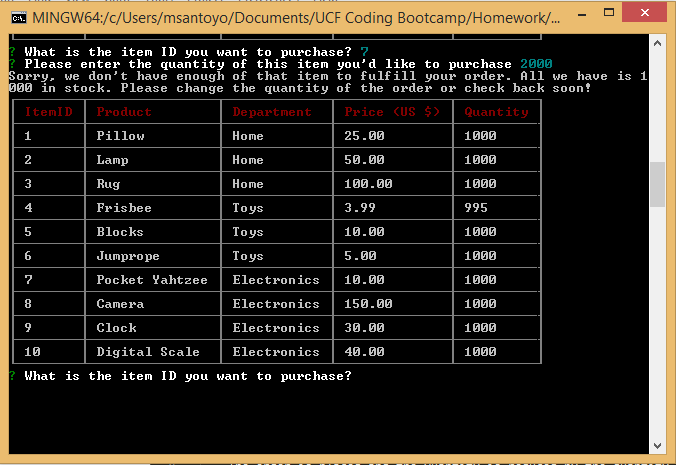 MINGW64:/c/Users/msantoyo/Documents/UCF Coding Bootcamp/Homework/...
? What is the item ID you want to purchase? 7
? Please enter the quantity of this item you'd like to purchase 2000
Sorry, we don't have enough of that item to fulfill your order. All we have is 1
000 in stock. Please change the quantity of the order or check back soon!
ItemID Product Department Price (US $) Quantity
1 Pillow Home 25.00 1000
2 Lamp Home 50.00 1000
3 Rug Home 100.00 1000
4 Frisbee Toys 3.99 995
5 Blocks Toys 10.00 1000
6 Jumprope Toys 5.00 1000
7 Pocket Yahtzee Electronics 10.00 1000
8 Camera Electronics 150.00 1000
9 Clock Electronics 30.00 1000
10 Digital Scale Electronics 40.00 1000
? What is the item ID you want to purchase?